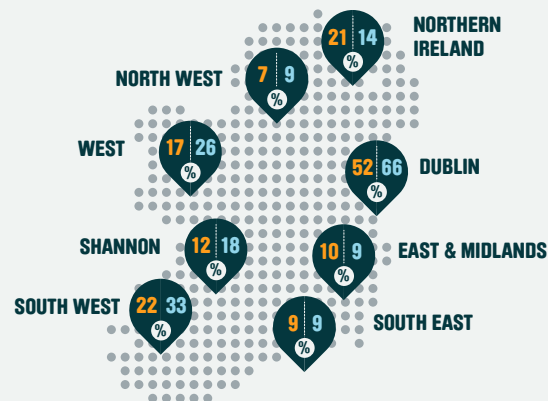 NORTHERN
IRELAND
21 14
%
NORTH WEST
7 9
%
WEST
17 26
%
DUBLIN
52 66
%
SHANNON
12 18
%
EAST & MIDLANDS
10 9
%
SOUTH WEST
22 33
%
SOUTH EAST
9 9
%